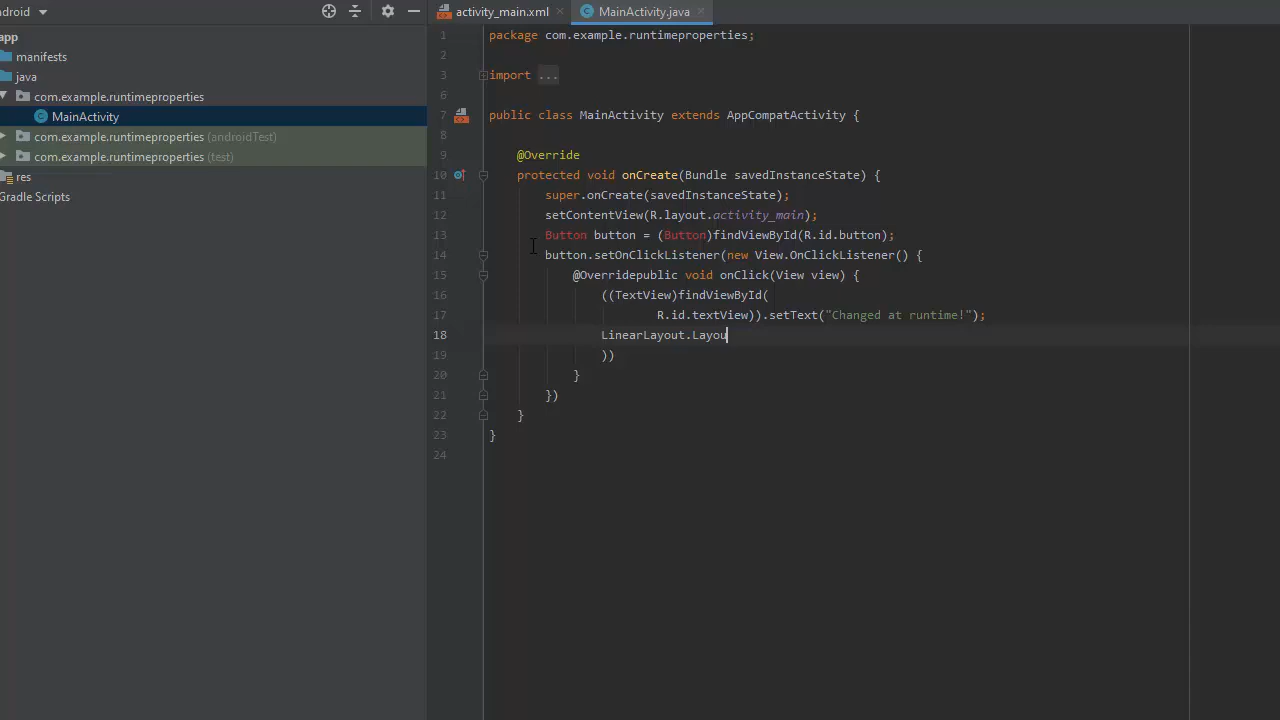 ndroid
activity_main.xml
MainActivity.java
app
manifests
java
com.example.runtimeproperties
MainActivity
com.example.runtimeproperties (androidTest)
com.example.runtimeproperties (test)
res
Gradle Scripts
1 package com.example.runtimeproperties;
2
3 import ...
6
7 public class MainActivity extends AppCompatActivity {
8
9 @Override
10 protected void onCreate(Bundle savedInstanceState) {
11 super.onCreate(savedInstanceState);
12 setContentView(R.layout.activity_main);
13 Button button = (Button)findViewById(R.id.button);
14 button.setOnClickListener(new View.OnClickListener() {
15 @Overridepublic void onClick(View view) {
16 ((TextView)findViewById(
17 R.id.textView)).setText("Changed at runtime!");
18 LinearLayout.Layou
19 ))
20 }
21 })
22 }
23 }
24